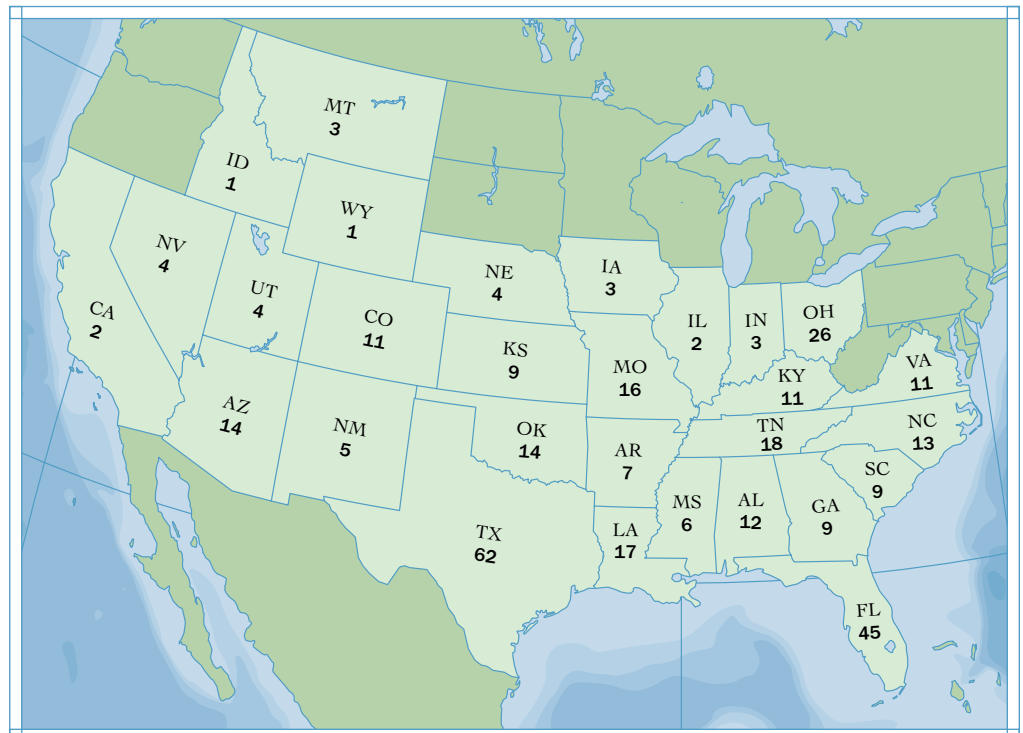 MT
3
ID
1
WY
1
NV
4
NE
4
IA
3
UT
4
CA
2
CO
11
IL
2
IN
3
OH
26
KS
9
MO
16
KY
11
VA
11
AZ
14
NM
5
OK
14
AR
7
TN
18
NC
13
SC
9
MS
6
AL
12
GA
9
TX
62
LA
17
FL
45